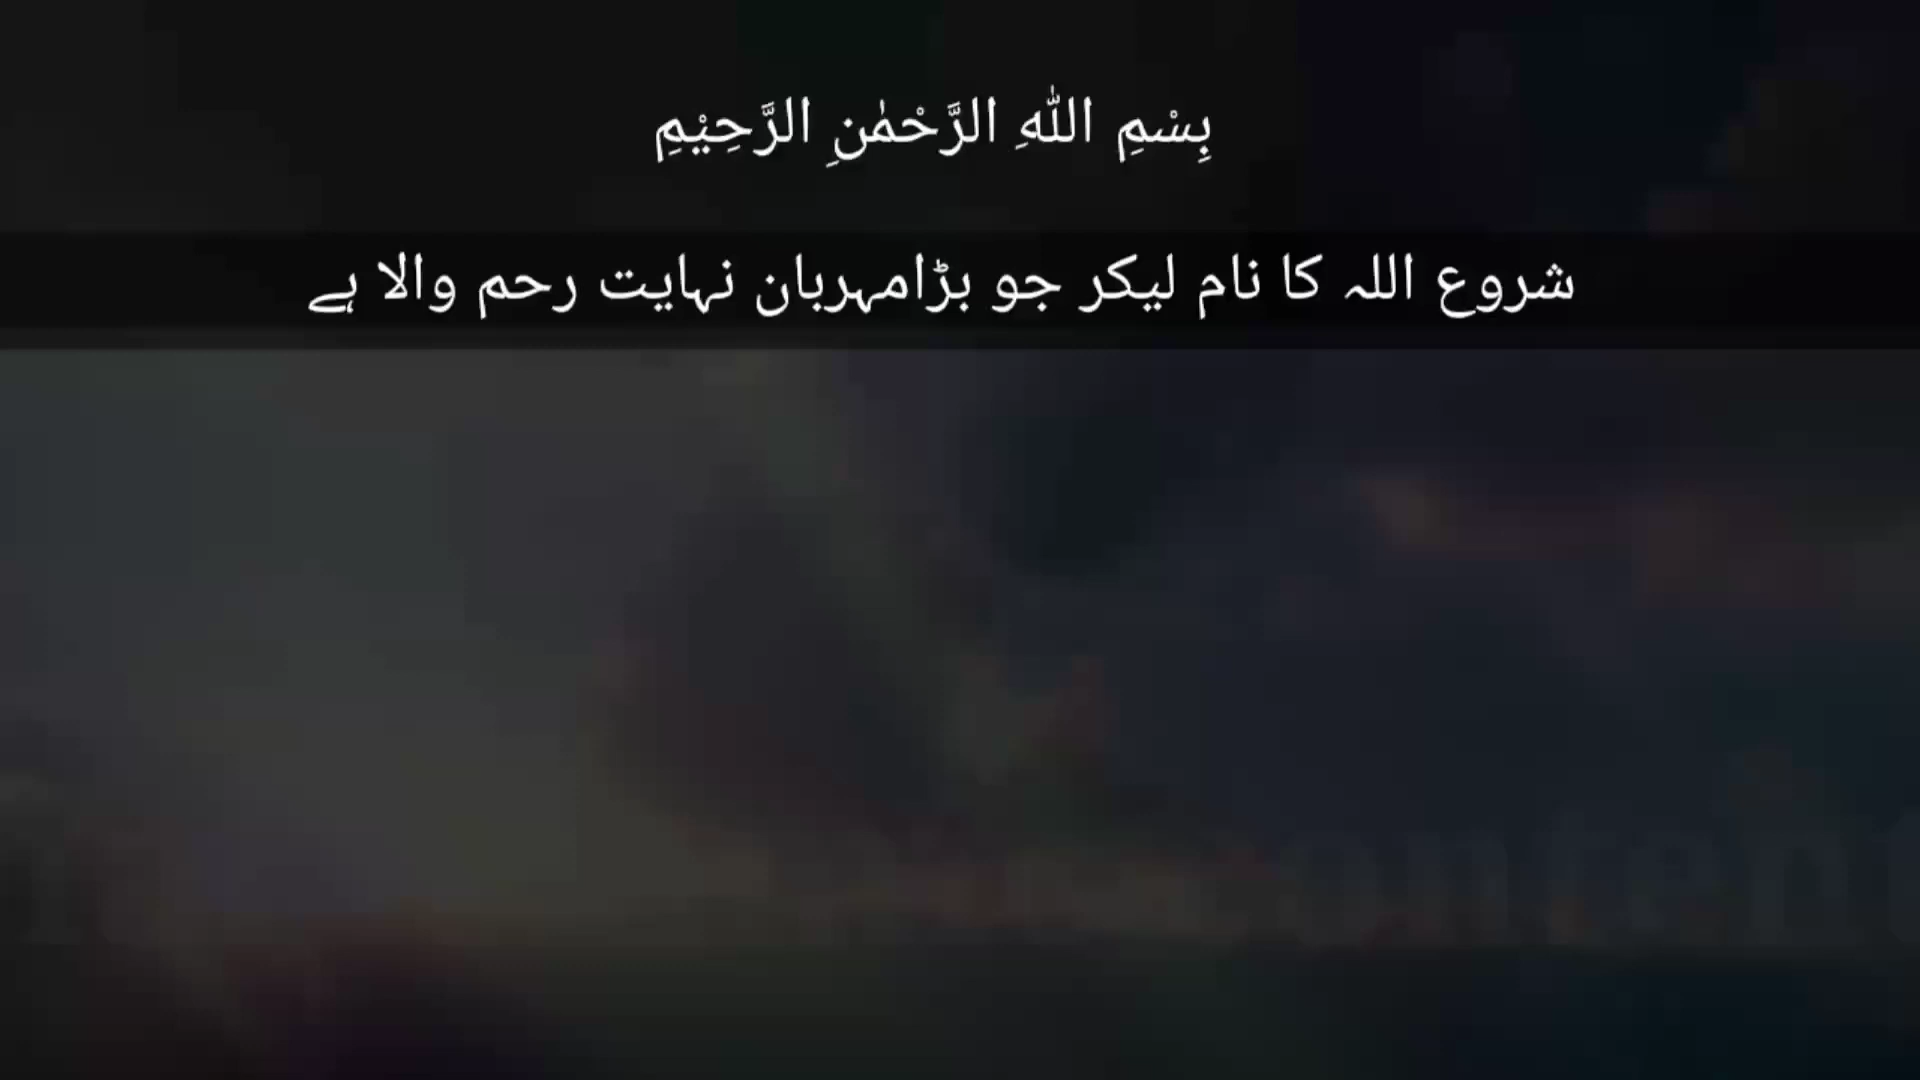 بِسْمِ اللّٰهِ الرَّحْمٰنِ الرَّحِيْمِ
شروع اللہ کا نام لیکر جو بڑامہربان نہایت رحم والا ہے